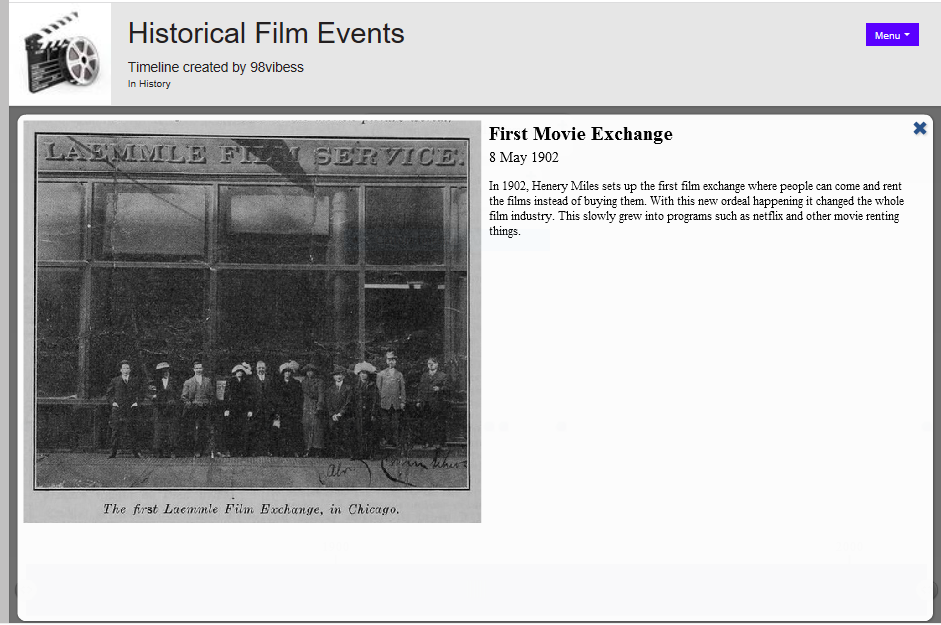 Historical Film Events
Menu
Timeline created by 98vibess
In History
LAEMMLE FILM SERVICE.
First Movie Exchange
8 May 1902
In 1902, Henery Miles sets up the first film exchange where people can come and rent
the films instead of buying them. With this new ordeal happening it changed the whole
film industry. This slowly grew into programs such as netflix and other movie renting
things.
The first Laemmle Film Exchange, in Chicago.